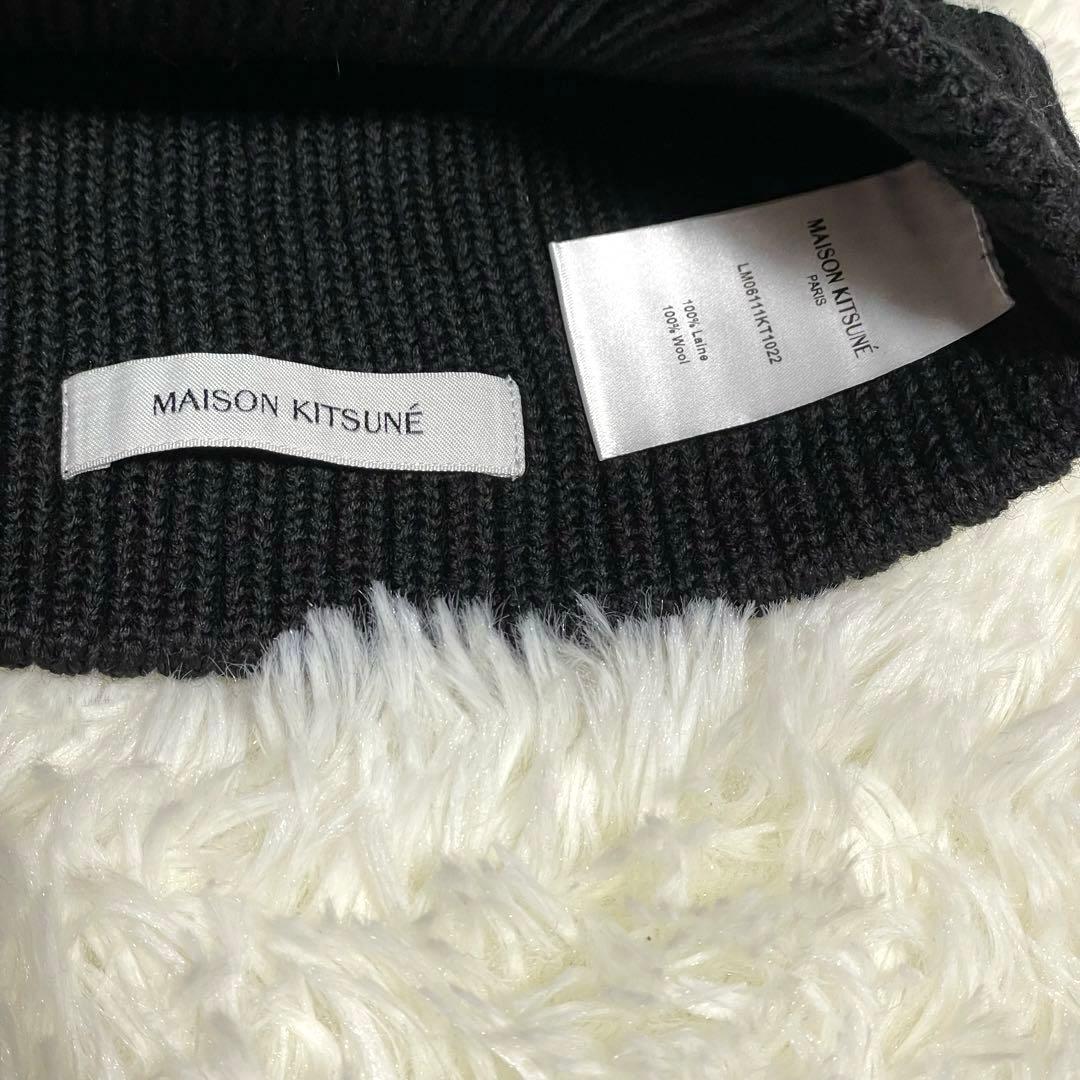 MAISON KITSUNÉ
MAISON KITSUNÉ
PARIS
LM06111KT1022
100% Laine
100% Wool